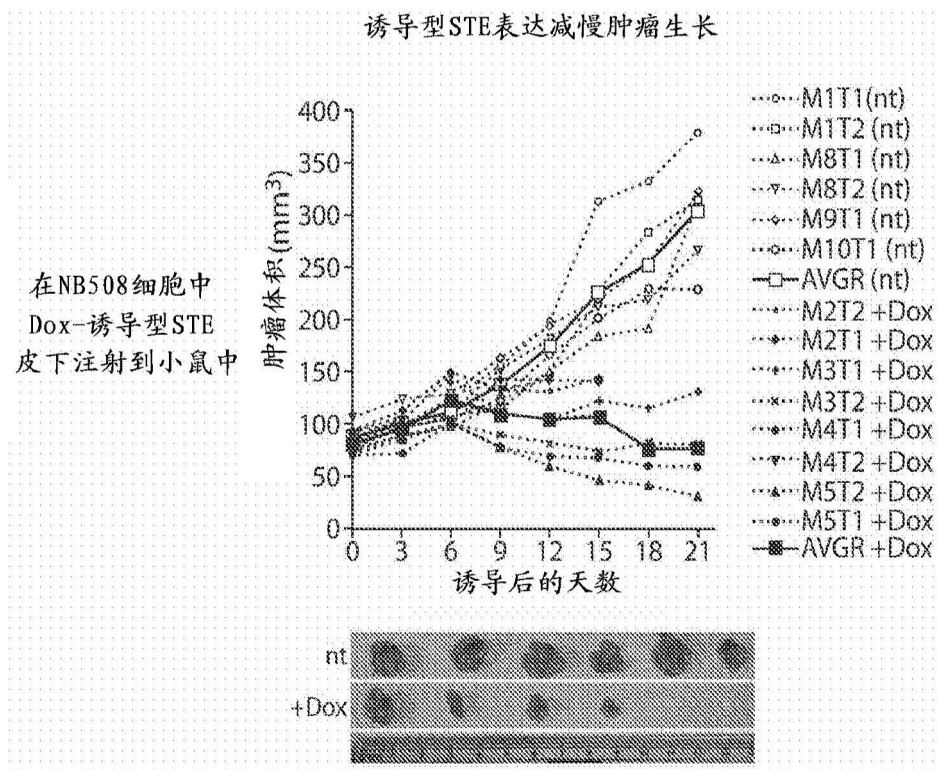 诱导型STE表达减慢肿瘤生长
在NB508细胞中
Dox-诱导型STE
皮下注射到小鼠中
肿瘤体积(mm³)
400
350
300
250
200
150
100
50
0
0 3 6 9 12 15 18 21
诱导后的天数
M1T1(nt)
M1T2 (nt)
M8T1 (nt)
M8T2 (nt)
M9T1 (nt)
M10T1 (nt)
AVGR (nt)
M2T2 +Dox
M2T1 +Dox
M3T1 +Dox
M3T2 +Dox
M4T1 +Dox
M4T2 +Dox
M5T2 +Dox
M5T1 +Dox
AVGR +Dox
nt
+Dox